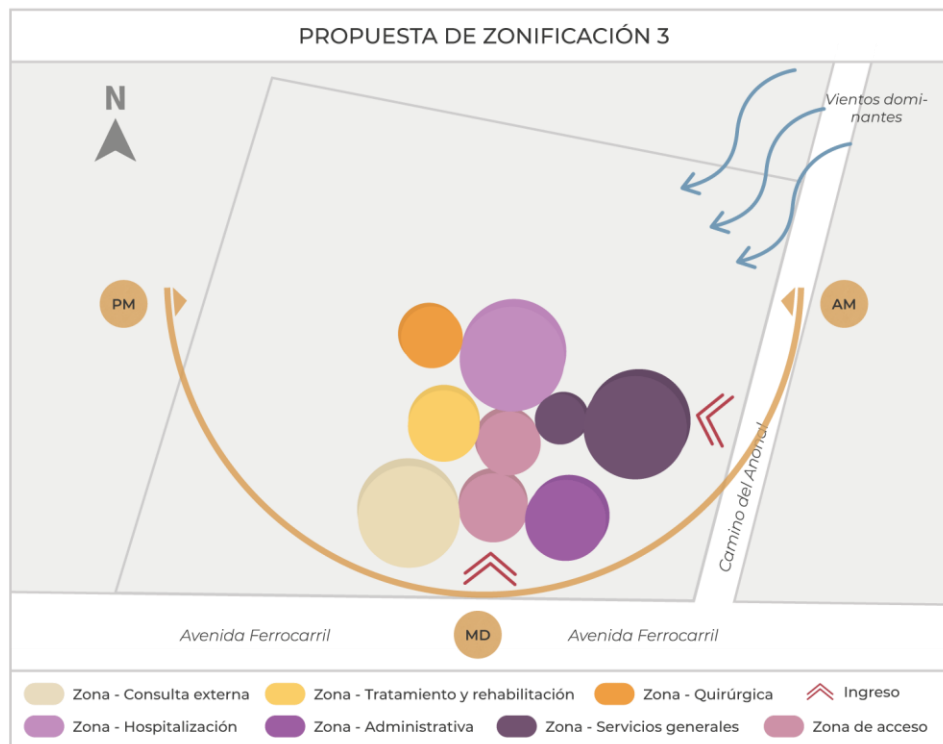 PROPUESTA DE ZONIFICACIÓN 3
N
Vientos domi-
nantes
PM
AM
Camino del Anonal
Avenida Ferrocarril
MD
Avenida Ferrocarril
Zona - Consulta externa
Zona - Tratamiento y rehabilitación
Zona - Quirúrgica
Ingreso
Zona - Hospitalización
Zona - Administrativa
Zona - Servicios generales
Zona de acceso